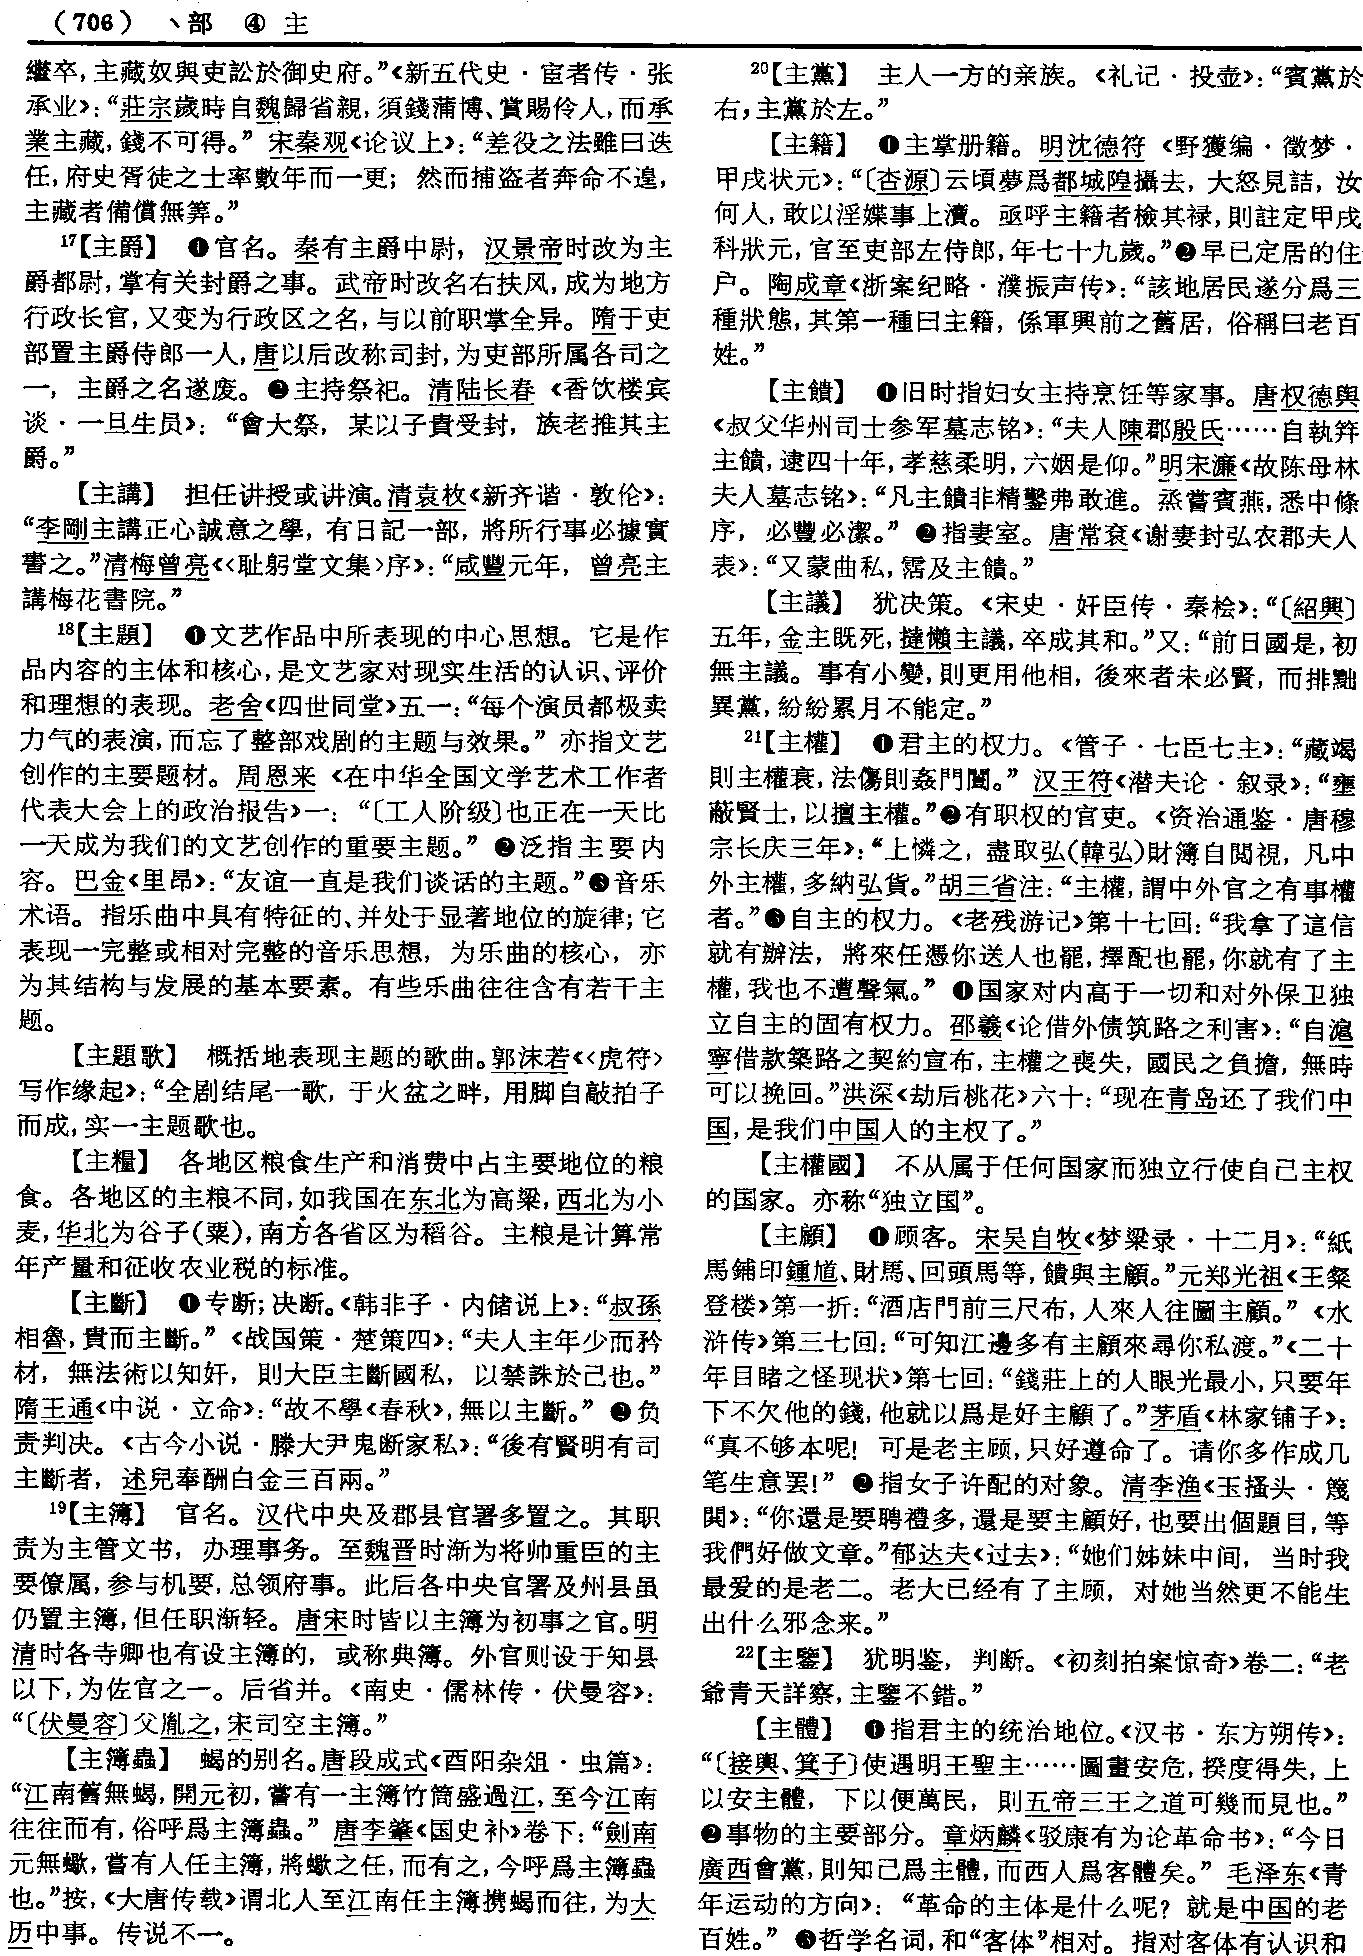 （706） 丶部 ④ 主
繼卒，主藏奴與吏訟於御史府。”《新五代史·宦者传·张
承业》：“莊宗歲時自魏歸省親，須錢蒲博、賞賜伶人，而承
業主藏，錢不可得。” 宋秦观《论议上》：“差役之法雖曰迭
任，府史胥徒之士率數年而一更；然而捕盗者奔命不遑，
主藏者備償無筭。”
17【主爵】 ❶官名。秦有主爵中尉，汉景帝时改为主
爵都尉，掌有关封爵之事。武帝时改名右扶风，成为地方
行政长官，又变为行政区之名，与以前职掌全异。隋于吏
部置主爵侍郎一人，唐以后改称司封，为吏部所属各司之
一，主爵之名遂废。❷主持祭祀。清陆长春《香饮楼宾
谈·一旦生员》：“會大祭，某以子貴受封，族老推其主
爵。”
【主講】 担任讲授或讲演。清袁枚《新齐谐·敦伦》：
“李剛主講正心誠意之學，有日記一部，將所行事必據實
書之。”清梅曾亮《〈耻躬堂文集〉序》：“咸豐元年，曾亮主
講梅花書院。”
18【主題】 ❶文艺作品中所表现的中心思想。它是作
品内容的主体和核心，是文艺家对现实生活的认识、评价
和理想的表现。老舍《四世同堂》五一：“每个演员都极卖
力气的表演，而忘了整部戏剧的主题与效果。”亦指文艺
创作的主要题材。周恩来《在中华全国文学艺术工作者
代表大会上的政治报告》一：“〔工人阶级〕也正在一天比
一天成为我们的文艺创作的重要主题。” ❷泛指主要内
容。巴金《里昂》：“友谊一直是我们谈话的主题。”❸音乐
术语。指乐曲中具有特征的、并处于显著地位的旋律；它
表现一完整或相对完整的音乐思想，为乐曲的核心，亦
为其结构与发展的基本要素。有些乐曲往往含有若干主
题。
【主題歌】 概括地表现主题的歌曲。郭沫若《〈虎符〉
写作缘起》：“全剧结尾一歌，于火盆之畔，用脚自敲拍子
而成，实一主题歌也。
【主糧】 各地区粮食生产和消费中占主要地位的粮
食。各地区的主粮不同，如我国在东北为高粱，西北为小
麦，华北为谷子(粟)，南方各省区为稻谷。主粮是计算常
年产量和征收农业税的标准。
【主斷】 ❶专断；决断。《韩非子·内储说上》：“叔孫
相魯，貴而主斷。”《战国策·楚策四》：“夫人主年少而矜
材，無法術以知奸，則大臣主斷國私，以禁誅於己也。”
隋王通《中说·立命》：“故不學《春秋》，無以主斷。” ❷负
责判决。《古今小说·滕大尹鬼断家私》：“後有賢明有司
主斷者，述兒奉酬白金三百兩。”
19【主簿】 官名。汉代中央及郡县官署多置之。其职
责为主管文书，办理事务。至魏晋时渐为将帅重臣的主
要僚属，参与机要，总领府事。此后各中央官署及州县虽
仍置主簿，但任职渐轻。唐宋时皆以主簿为初事之官。明
清时各寺卿也有设主簿的，或称典簿。外官则设于知县
以下，为佐官之一。后省并。《南史·儒林传·伏曼容》：
“〔伏曼容〕父胤之，宋司空主簿。”
【主簿蟲】 蝎的别名。唐段成式《酉阳杂俎·虫篇》：
“江南舊無蝎，開元初，嘗有一主簿竹筒盛過江，至今江南
往往而有，俗呼爲主簿蟲。”唐李肇《国史补》卷下：“劍南
元無蠍，嘗有人任主簿，將蠍之任，而有之，今呼爲主簿蟲
也。”按，《大唐传载》谓北人至江南任主簿携蝎而往，为大
历中事。传说不一。
20【主黨】 主人一方的亲族。《礼记·投壶》：“賓黨於
右，主黨於左。”
【主籍】 ❶主掌册籍。明沈德符《野獲编·徵梦·
甲戌状元》：“〔杏源〕云頃夢爲都城隍攝去，大怒見詰，汝
何人，敢以淫媟事上瀆。亟呼主籍者檢其禄，則註定甲戌
科狀元，官至吏部左侍郎，年七十九歲。”❷早已定居的住
户。陶成章《浙案纪略·濮振声传》：“該地居民遂分爲三
種狀態，其第一種曰主籍，係軍興前之舊居，俗稱曰老百
姓。”
【主饋】 ❶旧时指妇女主持烹饪等家事。唐权德舆
《叔父华州司士参军墓志铭》：“夫人陳郡殷氏……自執笲
主饋，逮四十年，孝慈柔明，六姻是仰。”明宋濂《故陈母林
夫人墓志铭》：“凡主饋非精鑿弗敢進。烝嘗賓燕，悉中條
序，必豐必潔。” ❷指妻室。唐常衮《谢妻封弘农郡夫人
表》：“又蒙曲私，霑及主饋。”
【主議】 犹决策。《宋史·奸臣传·秦桧》：“〔紹興〕
五年，金主既死，撻懶主議，卒成其和。”又：“前日國是，初
無主議。事有小變，則更用他相，後來者未必賢，而排黜
異黨，紛紛累月不能定。”
21【主權】 ❶君主的权力。《管子·七臣七主》：“藏竭
則主權衰，法傷則姦門闓。”汉王符《潜夫论·叙录》：“壅
蔽賢士，以擅主權。”❷有职权的官吏。《资治通鉴·唐穆
宗长庆三年》：“上憐之，盡取弘(韓弘)財簿自閲視，凡中
外主權，多納弘貨。”胡三省注：“主權，謂中外官之有事權
者。”❸自主的权力。《老残游记》第十七回：“我拿了這信
就有辦法，將來任憑你送人也罷，擇配也罷，你就有了主
權，我也不遭聲氣。” ❹国家对内高于一切和对外保卫独
立自主的固有权力。邵羲《论借外债筑路之利害》：“自滬
寧借款築路之契約宣布，主權之喪失，國民之負擔，無時
可以挽回。”洪深《劫后桃花》六十：“现在青岛还了我们中
国，是我们中国人的主权了。”
【主權國】 不从属于任何国家而独立行使自己主权
的国家。亦称“独立国”。
【主顧】 ❶顾客。宋吴自牧《梦粱录·十二月》：“紙
馬鋪印鍾馗、財馬、回頭馬等，饋與主顧。”元郑光祖《王粲
登楼》第一折：“酒店門前三尺布，人來人往圖主顧。”《水
浒传》第三七回：“可知江邊多有主顧來尋你私渡。”《二十
年目睹之怪现状》第七回：“錢莊上的人眼光最小，只要年
下不欠他的錢，他就以爲是好主顧了。”茅盾《林家铺子》：
“真不够本呢！可是老主顾，只好遵命了。请你多作成几
笔生意罢！” ❷指女子许配的对象。清李渔《玉搔头·篾
哄》：“你還是要聘禮多，還是要主顧好，也要出個題目，等
我們好做文章。”郁达夫《过去》：“她们姊妹中间，当时我
最爱的是老二。老大已经有了主顾，对她当然更不能生
出什么邪念来。”
22【主鑒】 犹明鉴，判断。《初刻拍案惊奇》卷二：“老
爺青天詳察，主鑒不錯。”
【主體】 ❶指君主的统治地位。《汉书·东方朔传》：
“〔接輿、箕子〕使遇明王聖主……圖畫安危，揆度得失，上
以安主體，下以便萬民，則五帝三王之道可幾而見也。”
❷事物的主要部分。章炳麟《驳康有为论革命书》：“今日
廣西會黨，則知己爲主體，而西人爲客體矣。”毛泽东《青
年运动的方向》：“革命的主体是什么呢？就是中国的老
百姓。” ❸哲学名词，和“客体”相对。指对客体有认识和